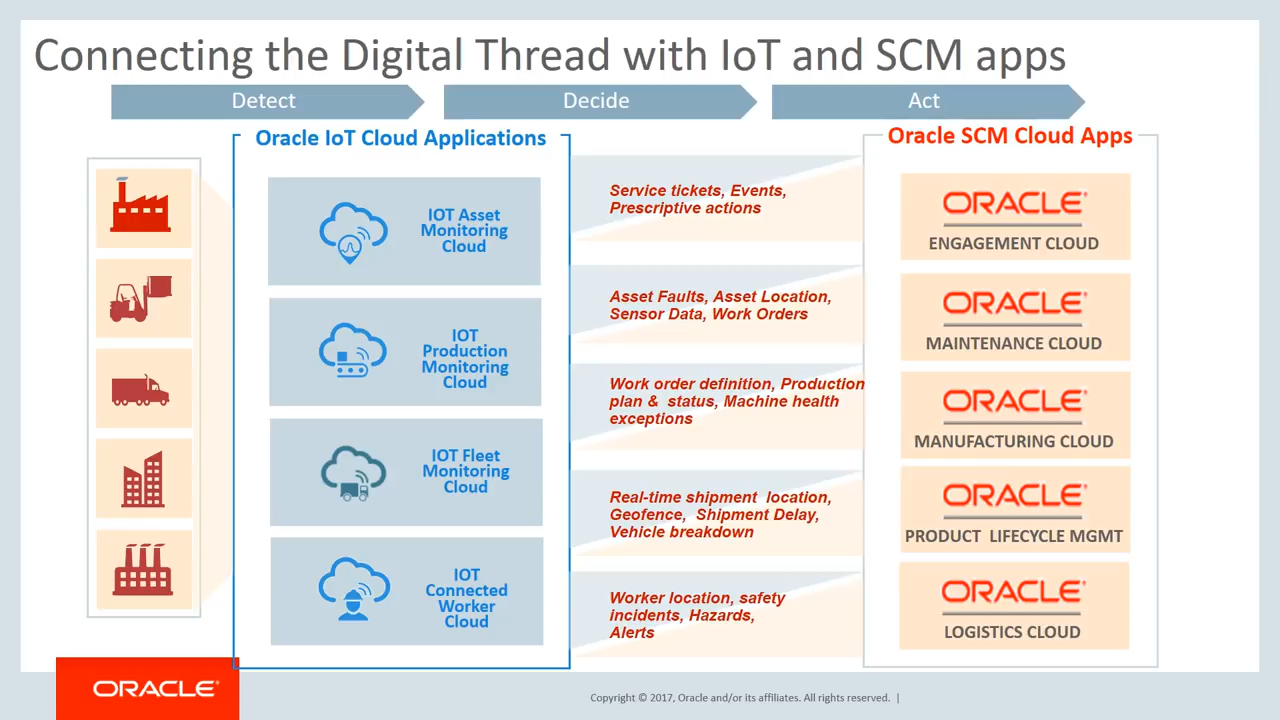 Connecting the Digital Thread with IoT and SCM apps
Detect
Decide
Act
Oracle IoT Cloud Applications
IOT Asset
Monitoring
Cloud
IOT
Production
Monitoring
Cloud
IOT Fleet
Monitoring
Cloud
IOT
Connected
Worker
Cloud
Service tickets, Events,
Prescriptive actions
Asset Faults, Asset Location,
Sensor Data, Work Orders
Work order definition, Production
plan & status, Machine health
exceptions
Real-time shipment location,
Geofence, Shipment Delay,
Vehicle breakdown
Worker location, safety
incidents, Hazards,
Alerts
Oracle SCM Cloud Apps
ORACLE®
ENGAGEMENT CLOUD
ORACLE®
MAINTENANCE CLOUD
ORACLE®
MANUFACTURING CLOUD
ORACLE®
PRODUCT LIFECYCLE MGMT
ORACLE®
LOGISTICS CLOUD
ORACLE®
Copyright © 2017, Oracle and/or its affiliates. All rights reserved. |